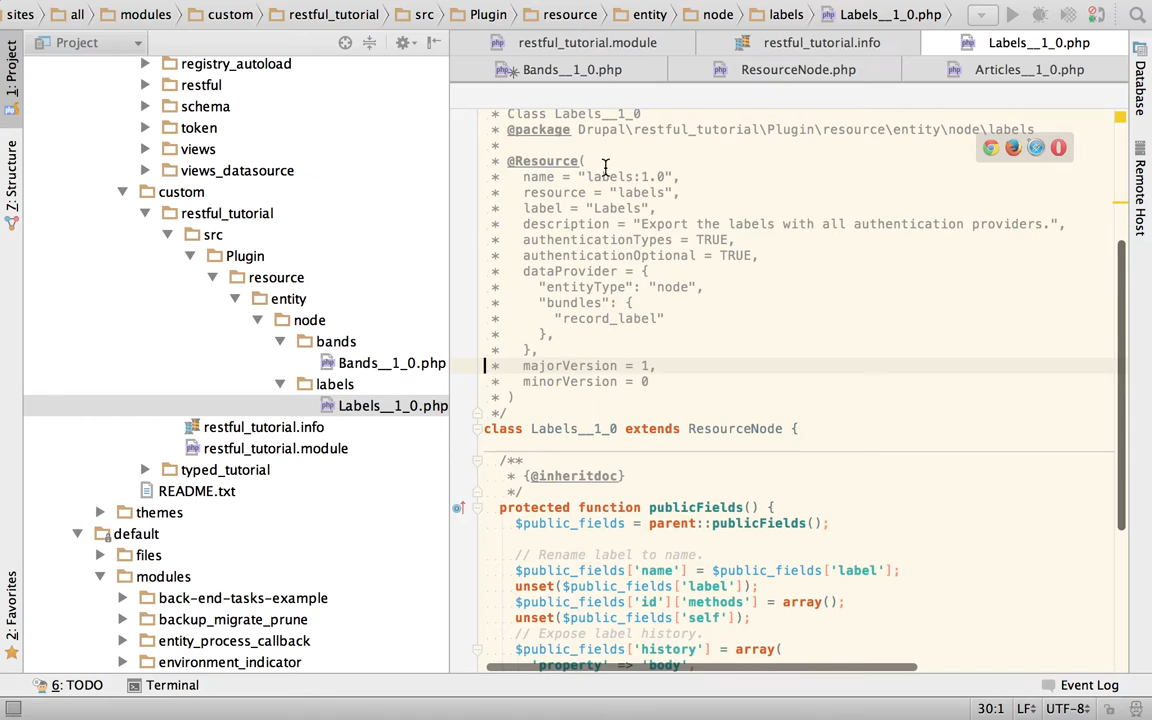 sites all modules custom restful_tutorial src Plugin resource entity node labels Labels__1_0.php
1: Project
Z: Structure
2: Favorites
Project
registry_autoload
restful
schema
token
views
views_datasource
custom
restful_tutorial
src
Plugin
resource
entity
node
bands
Bands__1_0.php
labels
Labels__1_0.php
restful_tutorial.info
restful_tutorial.module
typed_tutorial
README.txt
themes
default
files
modules
back-end-tasks-example
backup_migrate_prune
entity_process_callback
environment_indicator
restful_tutorial.module restful_tutorial.info Labels__1_0.php
Bands__1_0.php ResourceNode.php Articles__1_0.php
* Class Labels__1_0
* @package Drupal\restful_tutorial\Plugin\resource\entity\node\labels
*
* @Resource(
* name = "labels:1.0",
* resource = "labels",
* label = "Labels",
* description = "Export the labels with all authentication providers.",
* authenticationTypes = TRUE,
* authenticationOptional = TRUE,
* dataProvider = {
* "entityType": "node",
* "bundles": {
* "record_label"
* },
* },
* majorVersion = 1,
* minorVersion = 0
* )
*/
class Labels__1_0 extends ResourceNode {
/**
* {@inheritdoc}
*/
protected function publicFields() {
$public_fields = parent::publicFields();
// Rename label to name.
$public_fields['name'] = $public_fields['label'];
unset($public_fields['label']);
$public_fields['id']['methods'] = array();
unset($public_fields['self']);
// Expose label history.
$public_fields['history'] = array(
'property' => 'body',
Database
Remote Host
6: TODO Terminal Event Log
30:1 LF UTF-8